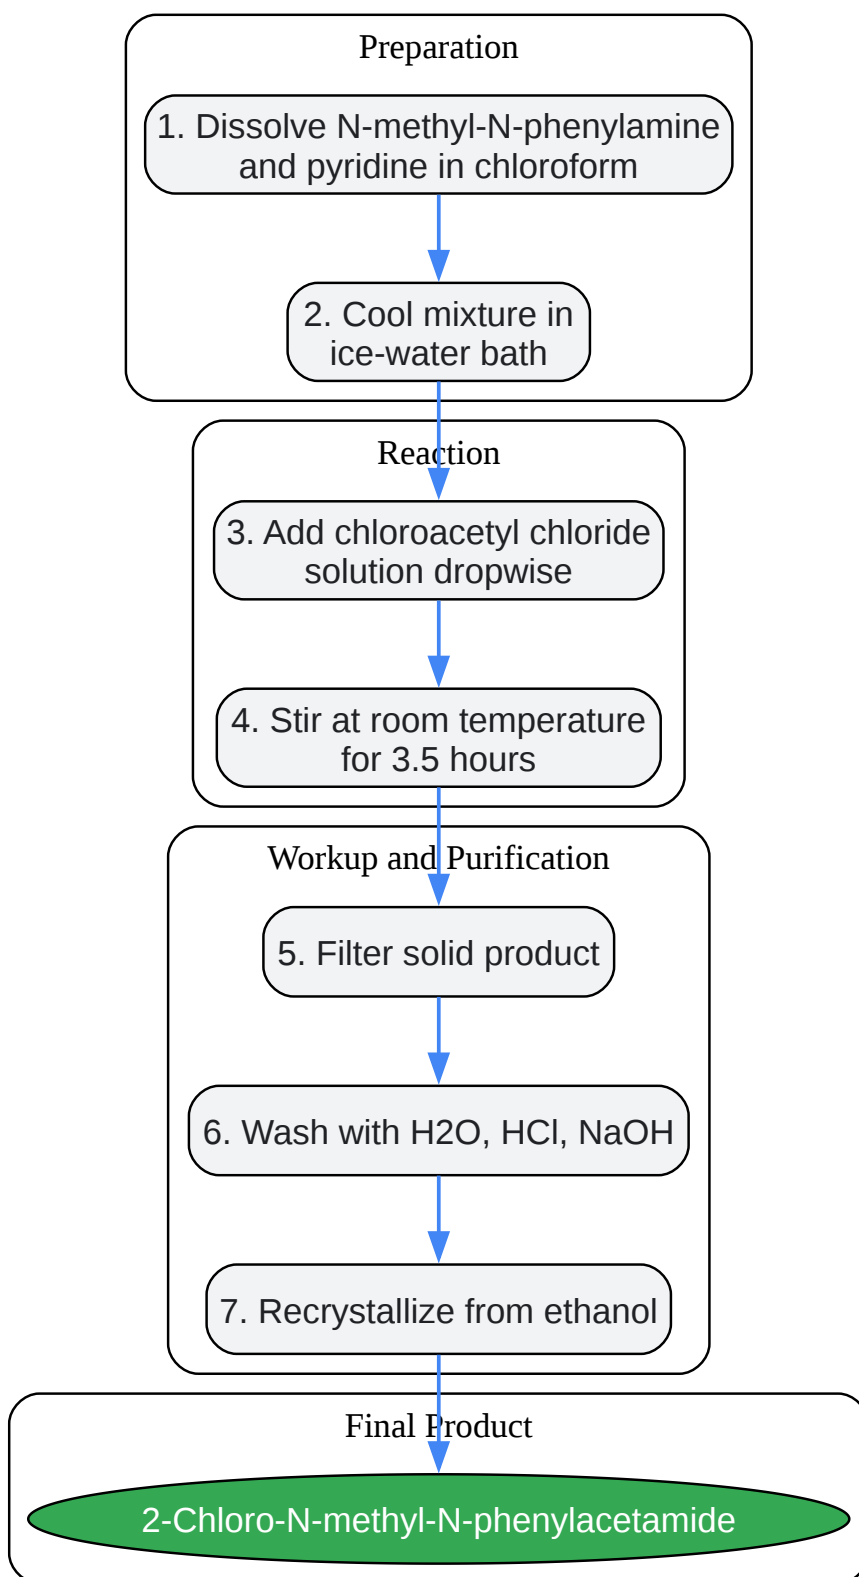 Preparation
1. Dissolve N-methyl-N-phenylamine
and pyridine in chloroform
2. Cool mixture in
ice-water bath
Reaction
3. Add chloroacetyl chloride
solution dropwise
4. Stir at room temperature
for 3.5 hours
Workup and Purification
5. Filter solid product
6. Wash with H2O, HCl, NaOH
7. Recrystallize from ethanol
Final Product
2-Chloro-N-methyl-N-phenylacetamide